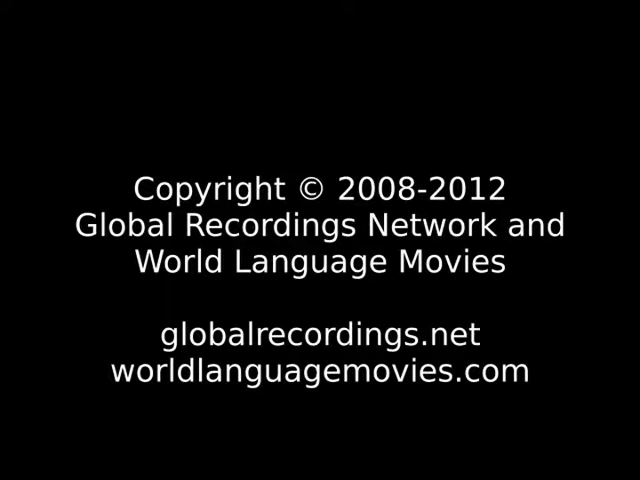 Copyright © 2008-2012
Global Recordings Network and
World Language Movies
globalrecordings.net
worldlanguagemovies.com